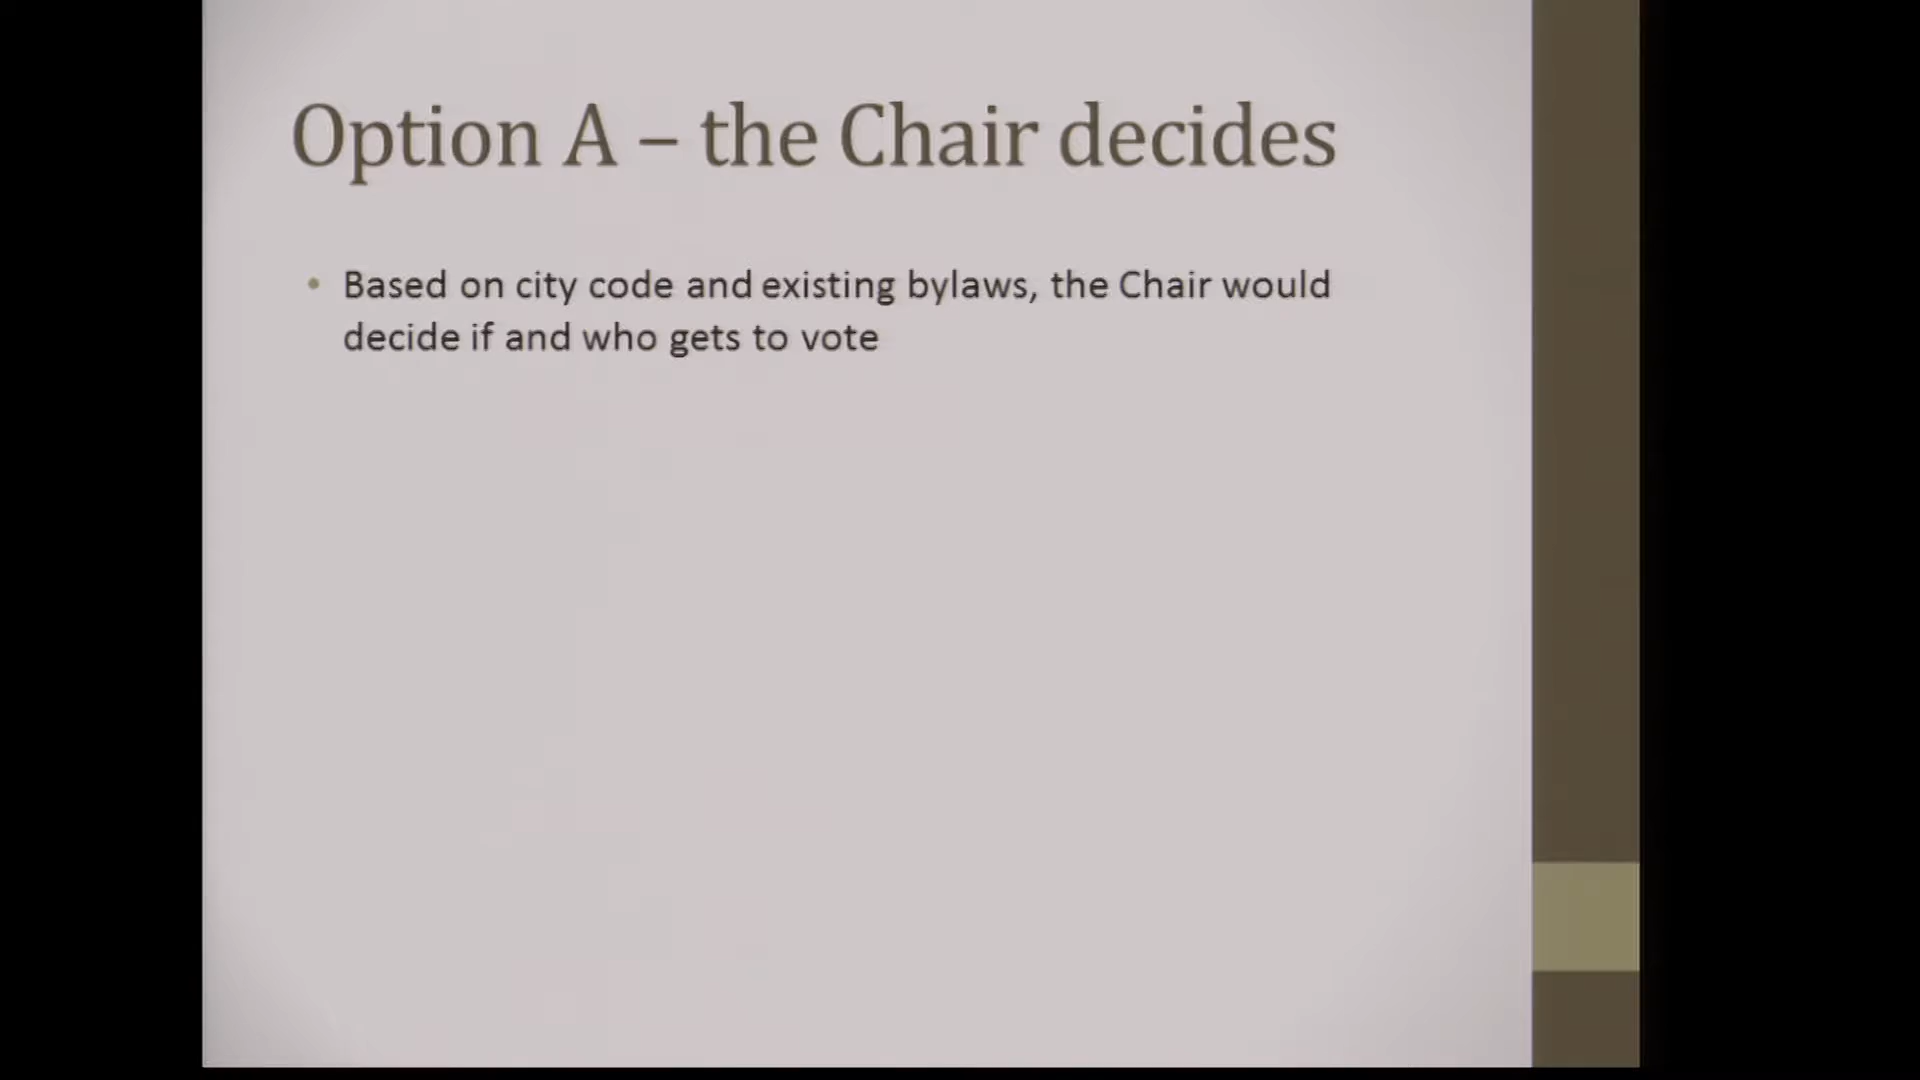 Option A – the Chair decides
• Based on city code and existing bylaws, the Chair would
decide if and who gets to vote